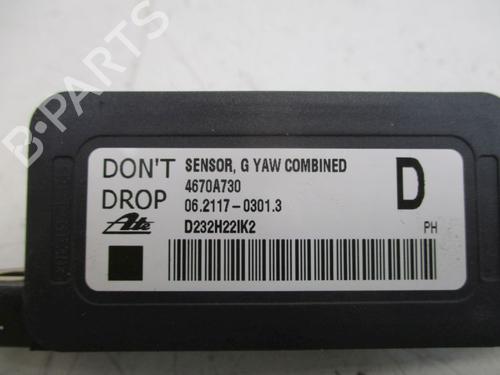 DON'T
DROP
SENSOR, G YAW COMBINED
4670A730
06.2117-0301.3
D232H22IK2
Ate
D
PH
B-PARTS